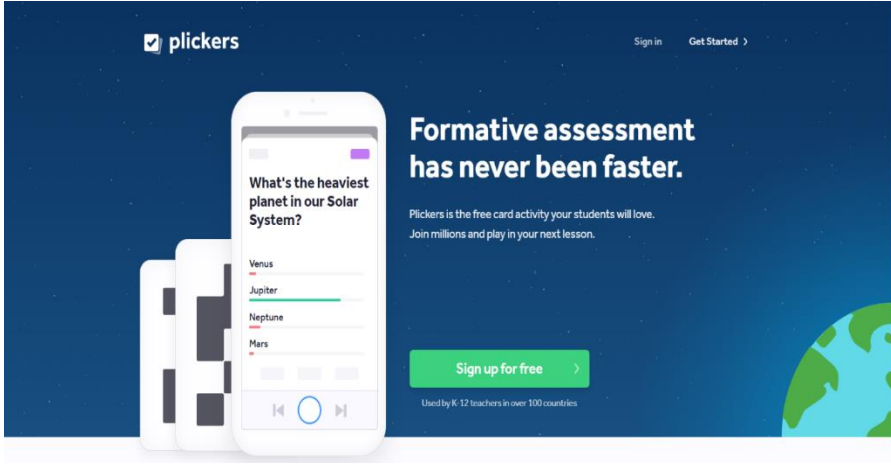 plickers
Sign in
Get Started
Formative assessment
has never been faster.
Plickers is the free card activity your students will love.
Join millions and play in your next lesson.
What's the heaviest
planet in our Solar
System?
Venus
Jupiter
Neptune
Mars
Sign up for free
Used by K-12 teachers in over 100 countries